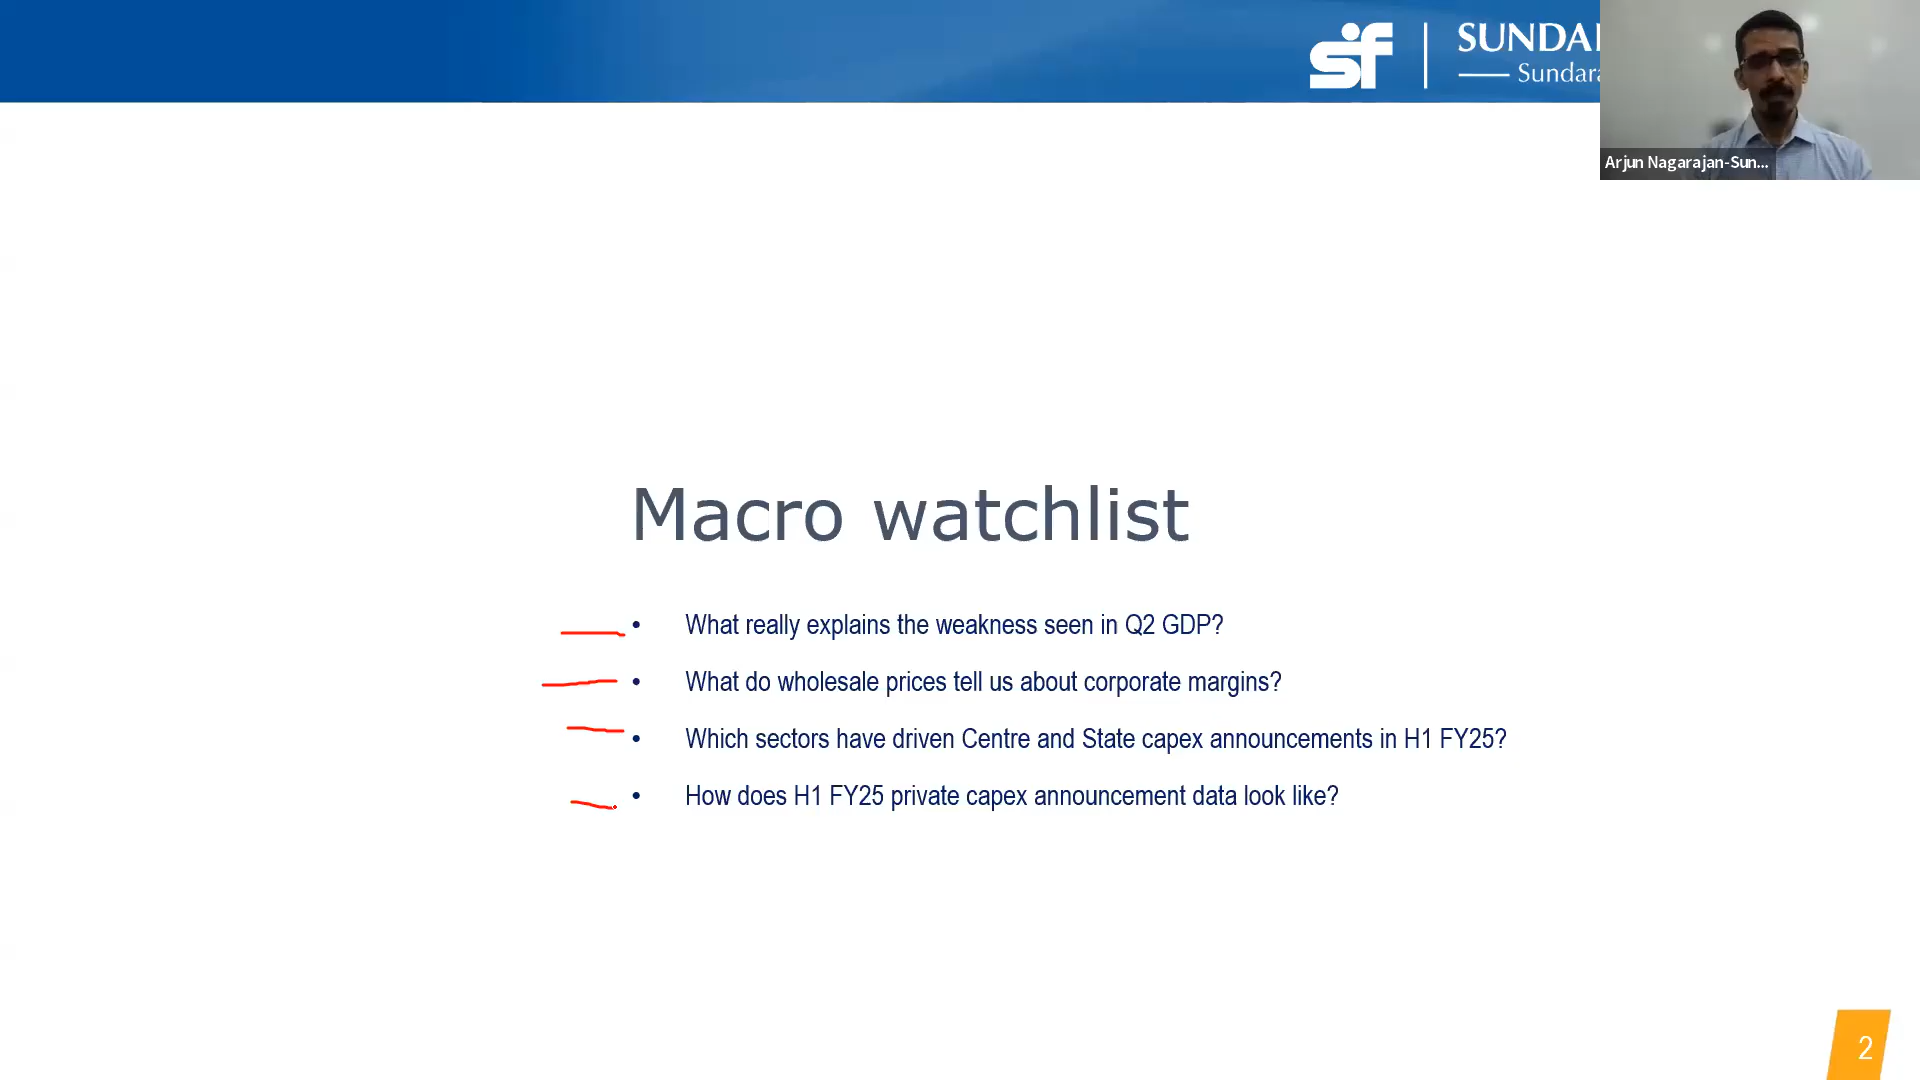 sf
SUNDA
Sundar
Arjun Nagarajan-Sun...
Macro watchlist
• What really explains the weakness seen in Q2 GDP?
• What do wholesale prices tell us about corporate margins?
• Which sectors have driven Centre and State capex announcements in H1 FY25?
• How does H1 FY25 private capex announcement data look like?
2